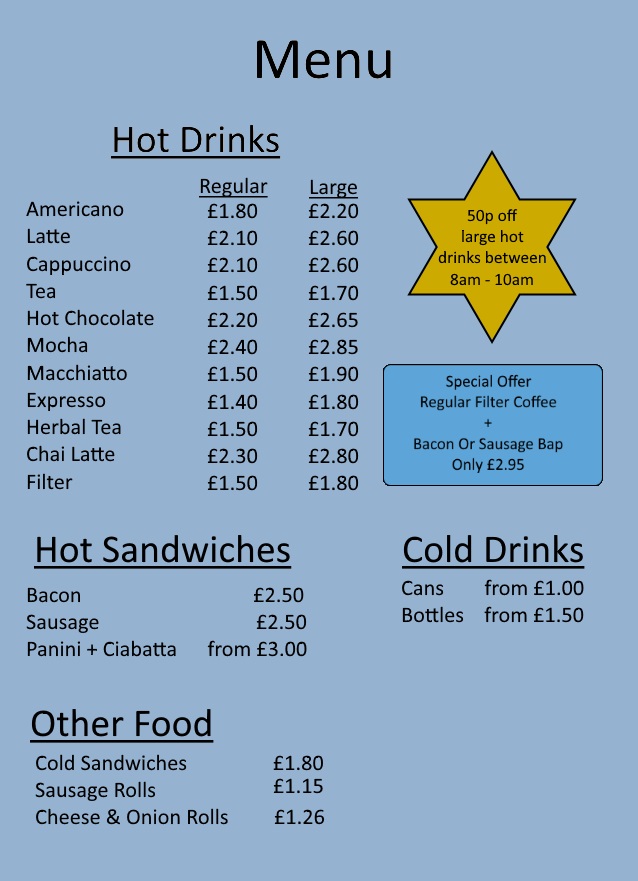 Menu
Hot Drinks
Regular Large
Americano £1.80 £2.20
Latte £2.10 £2.60
Cappuccino £2.10 £2.60
Tea £1.50 £1.70
Hot Chocolate £2.20 £2.65
Mocha £2.40 £2.85
Macchiatto £1.50 £1.90
Expresso £1.40 £1.80
Herbal Tea £1.50 £1.70
Chai Latte £2.30 £2.80
Filter £1.50 £1.80
50p off
large hot
drinks between
8am - 10am
Special Offer
Regular Filter Coffee
+
Bacon Or Sausage Bap
Only £2.95
Hot Sandwiches
Bacon £2.50
Sausage £2.50
Panini + Ciabatta from £3.00
Cold Drinks
Cans from £1.00
Bottles from £1.50
Other Food
Cold Sandwiches £1.80
Sausage Rolls £1.15
Cheese & Onion Rolls £1.26